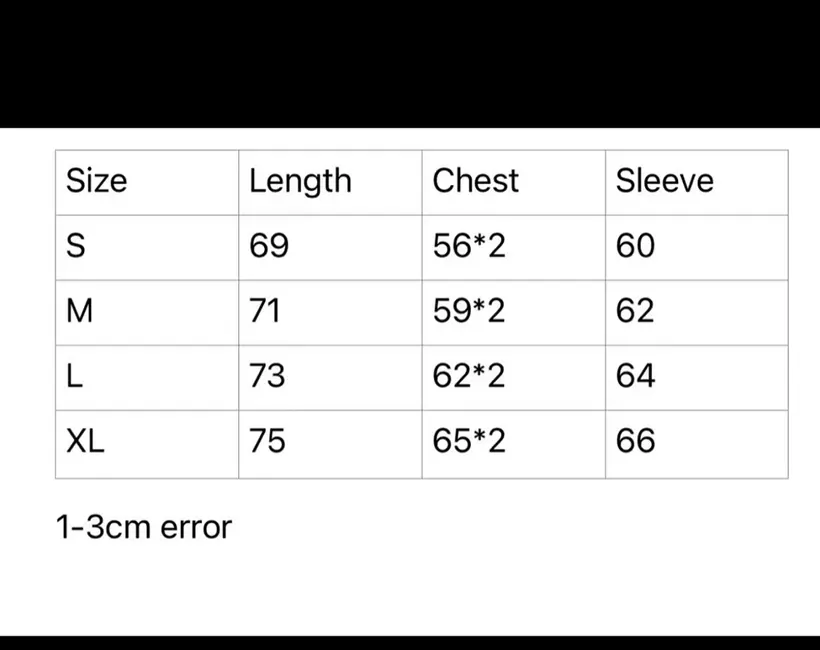 Size Length Chest Sleeve
S 69 56*2 60
M 71 59*2 62
L 73 62*2 64
XL 75 65*2 66
1-3cm error